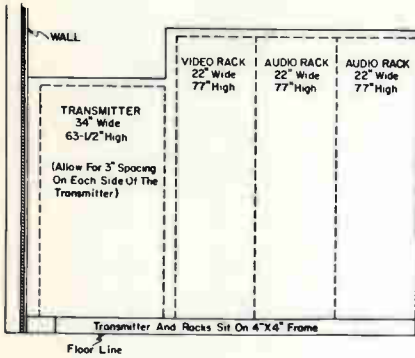 WALL
VIDEO RACK
22" Wide
77" High
AUDIO RACK
22" Wide
77" High
AUDIO RACK
22" Wide
77" High
TRANSMITTER
34" Wide
63-1/2" High
(Allow For 3" Spacing
On Each Side Of The
Transmitter)
Transmitter And Racks Sit On 4"X4" Frame
Floor Line